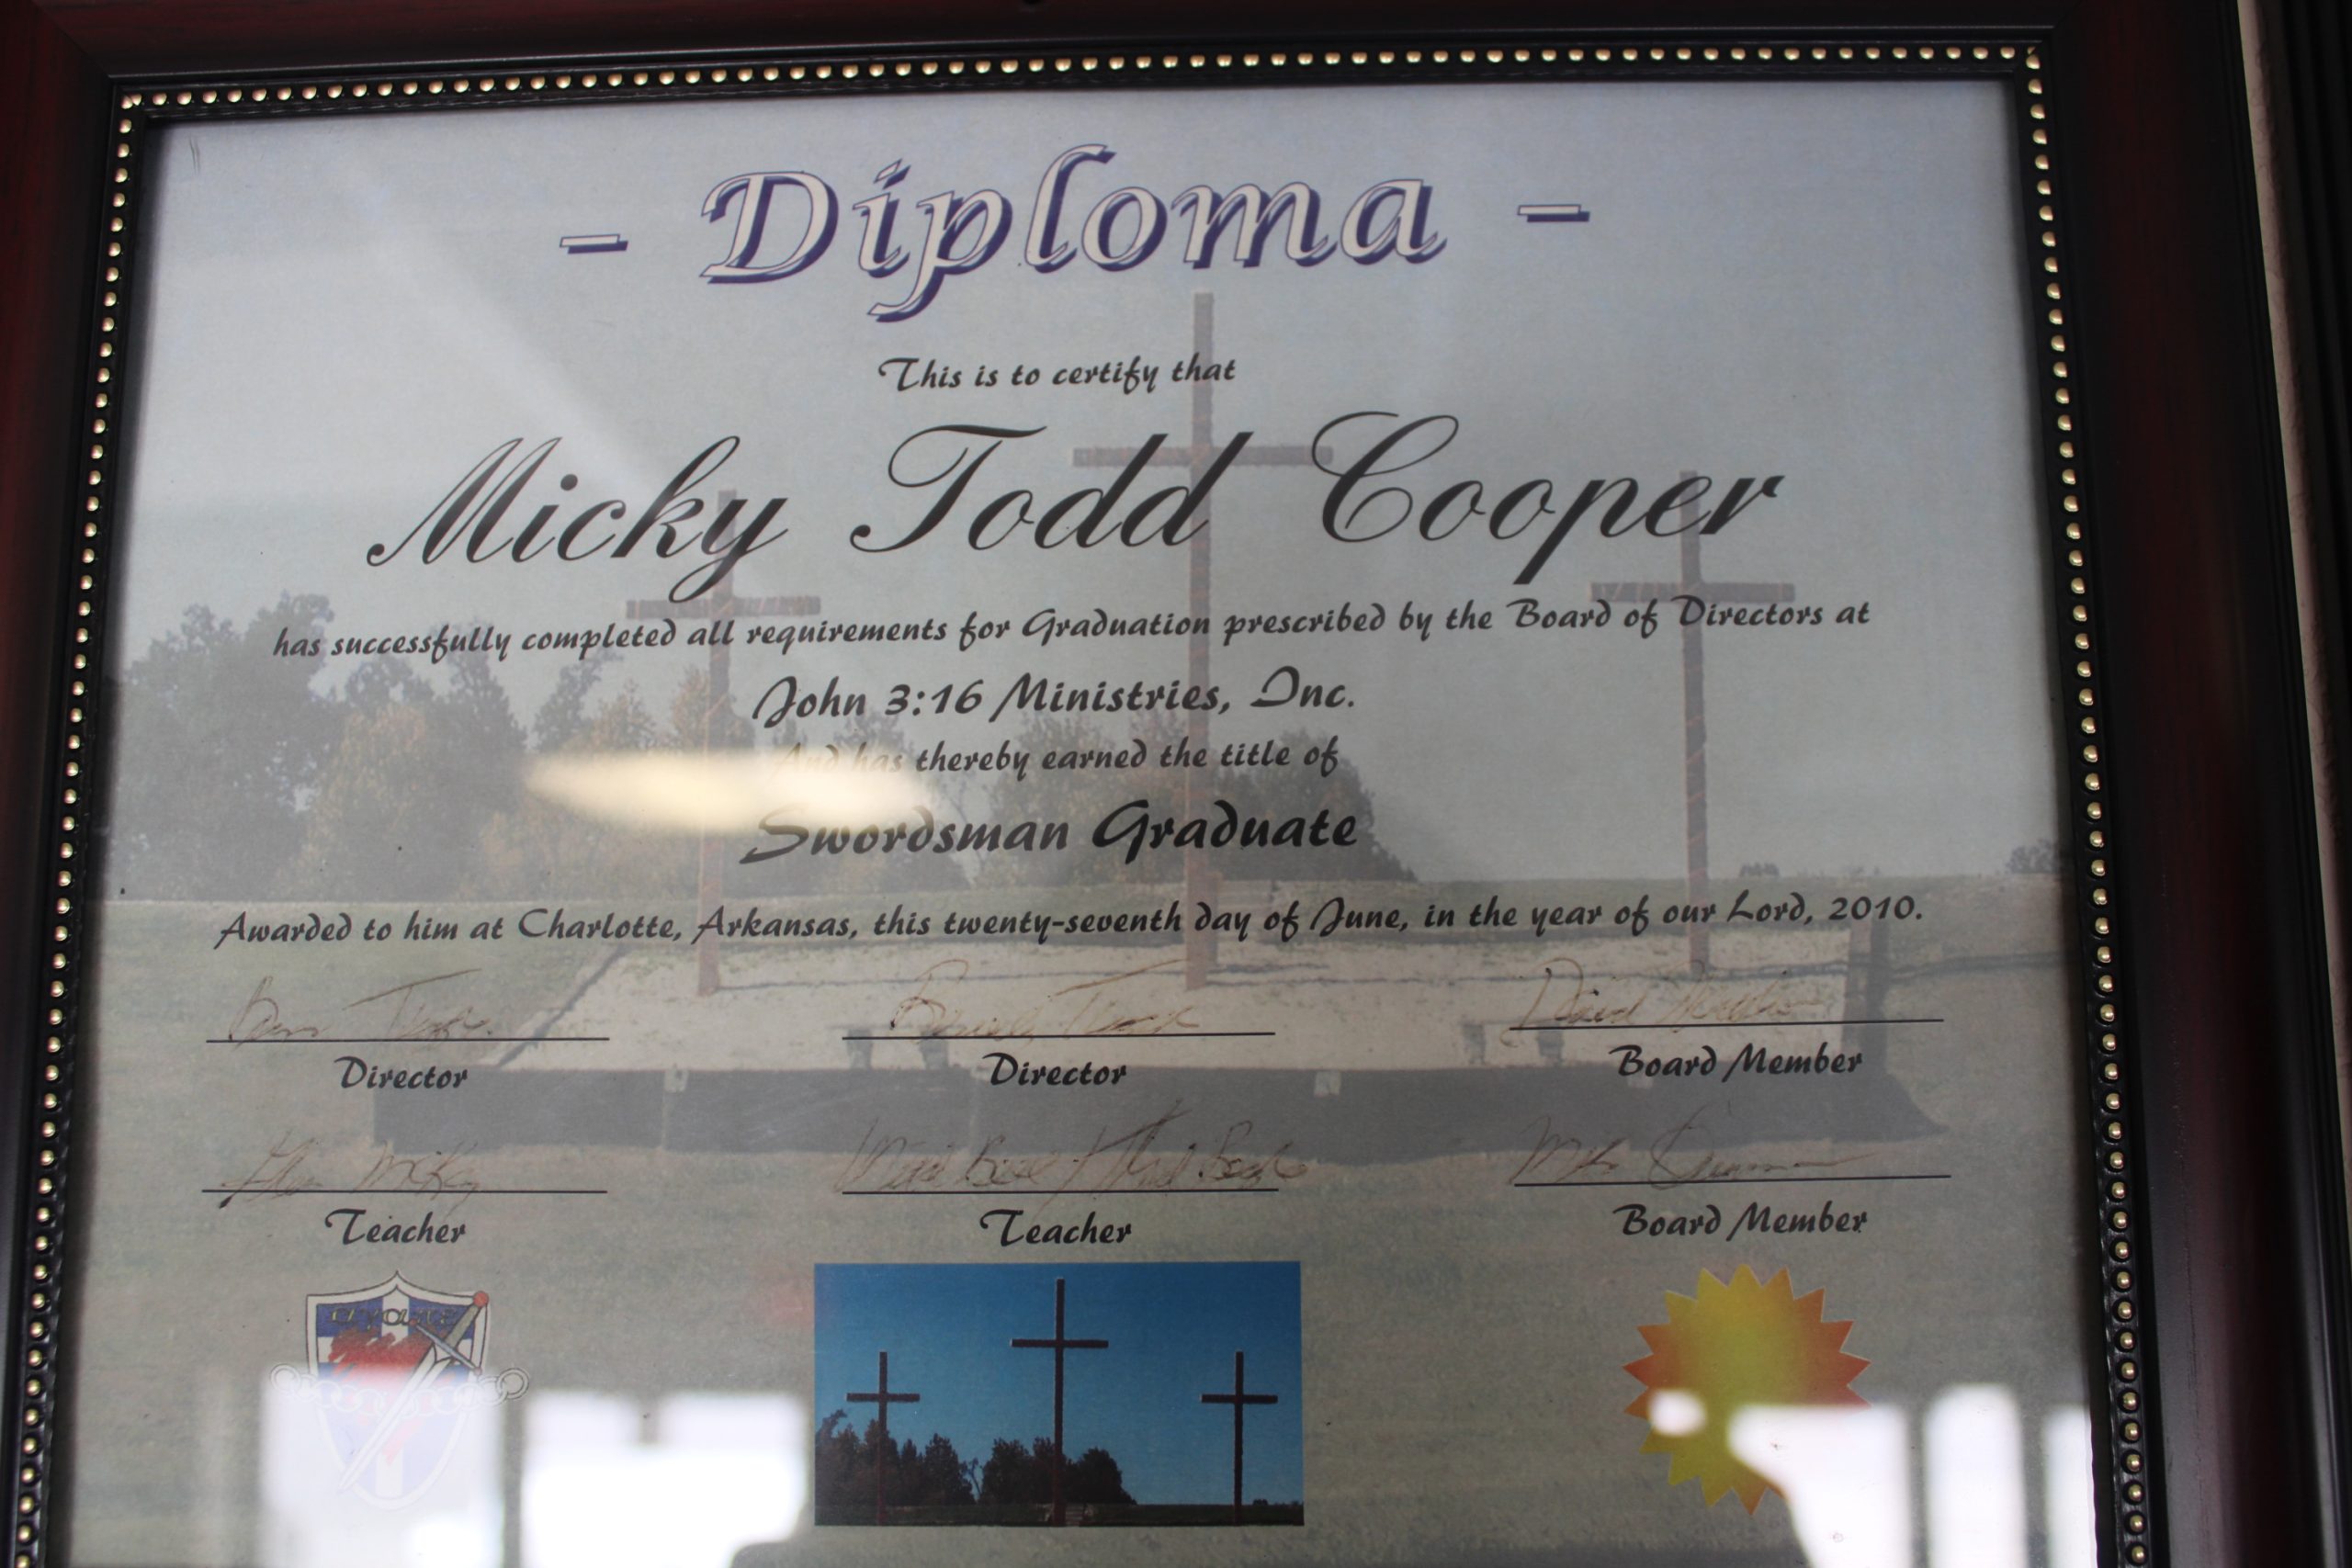 - Diploma -
This is to certify that
Micky Todd Cooper
has successfully completed all requirements for Graduation prescribed by the Board of Directors at
John 3:16 Ministries, Inc.
And has thereby earned the title of
Swordsman Graduate
Awarded to him at Charlotte, Arkansas, this twenty-seventh day of June, in the year of our Lord, 2010.
Director Director Board Member
Teacher Teacher Board Member